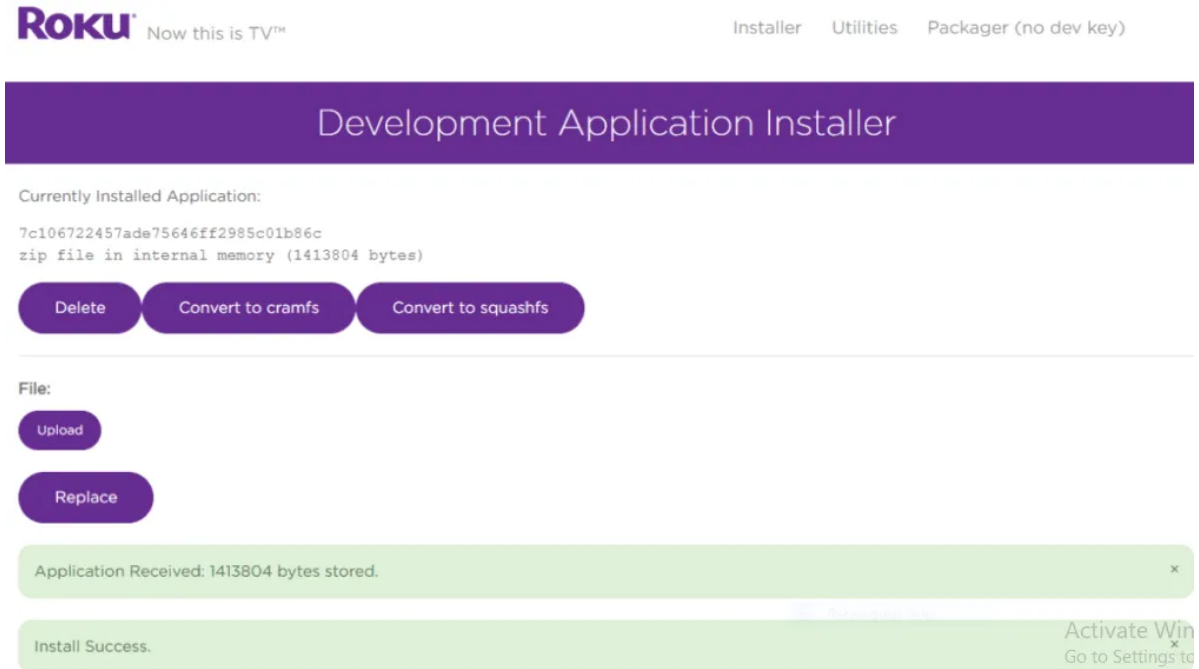 Roku Now this is TV™
Installer Utilities Packager (no dev key)
Development Application Installer
Currently Installed Application:
7c106722457ade75646ff2985c01b86c
zip file in internal memory (1413804 bytes)
Delete Convert to cramfs Convert to squashfs
File:
Upload
Replace
Application Received: 1413804 bytes stored. ×
Install Success. ×
Activate Win
Go to Settings to